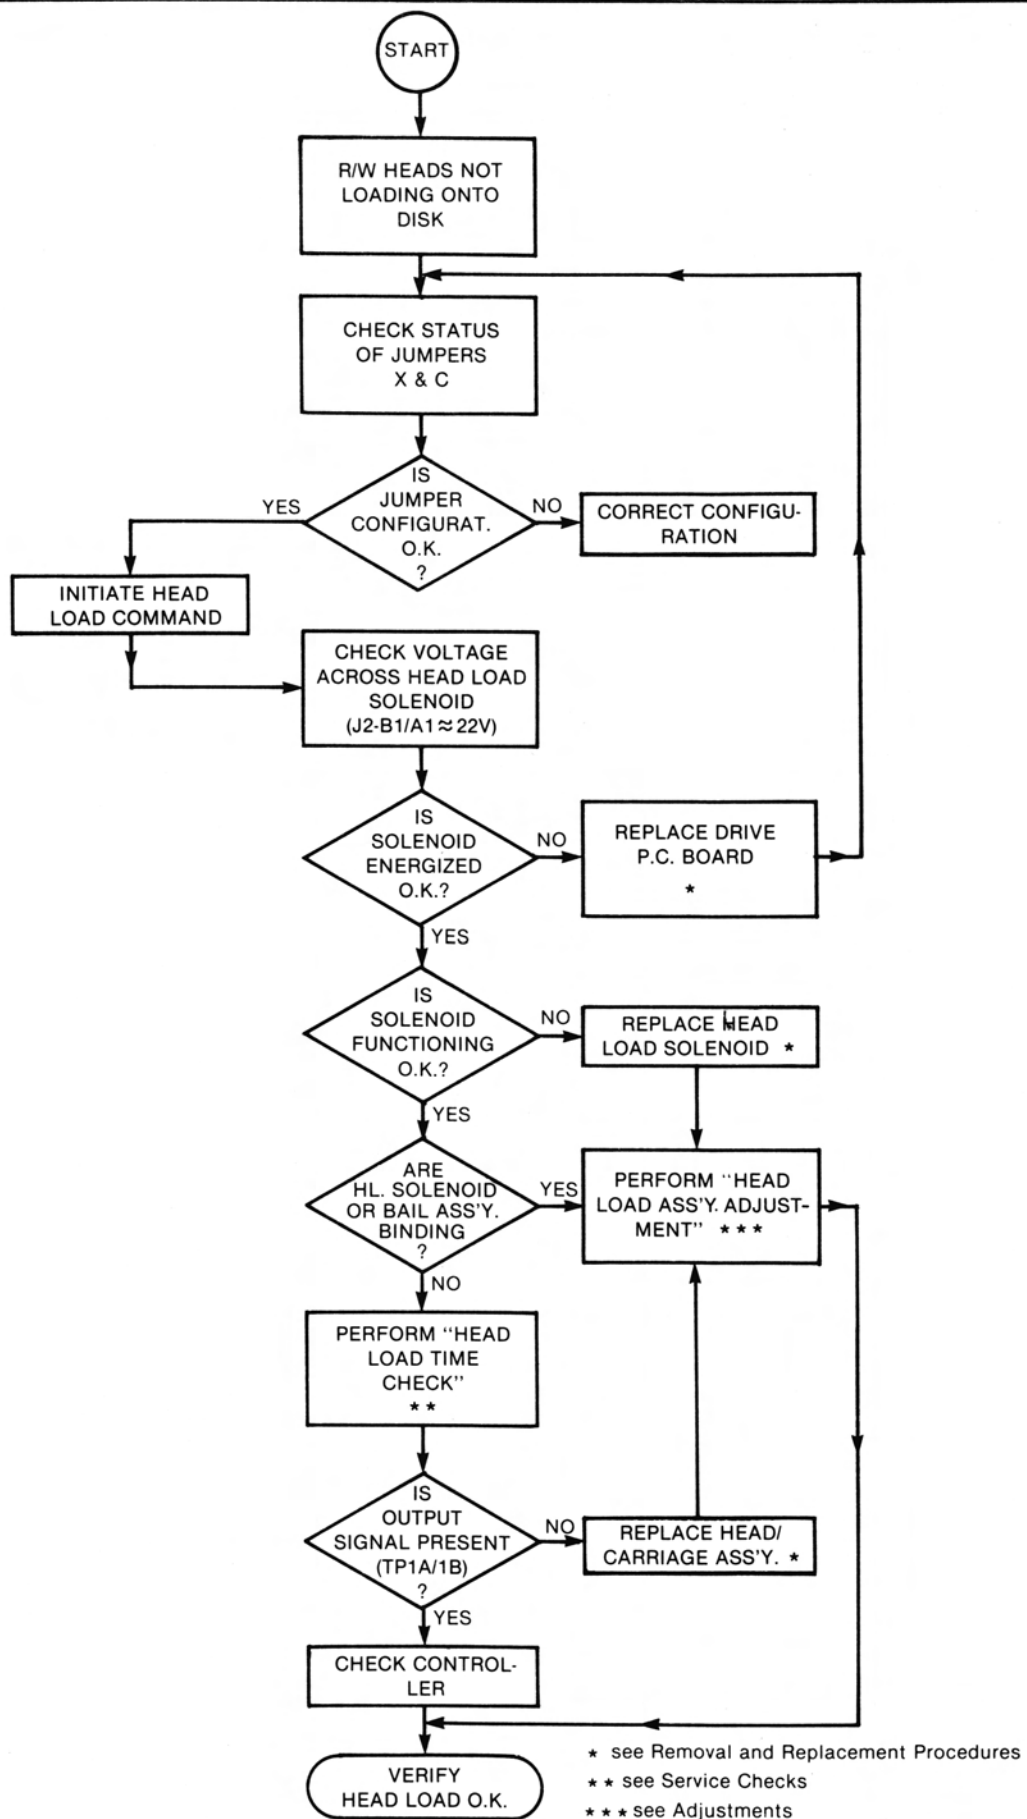 START
R/W HEADS NOT
LOADING ONTO
DISK
CHECK STATUS
OF JUMPERS
X & C
IS
JUMPER
CONFIGURAT.
O.K.
?
YES
NO
CORRECT CONFIGU-
RATION
INITIATE HEAD
LOAD COMMAND
CHECK VOLTAGE
ACROSS HEAD LOAD
SOLENOID
(J2-B1/A1≈22V)
IS
SOLENOID
ENERGIZED
O.K.?
NO
REPLACE DRIVE
P.C. BOARD
*
YES
IS
SOLENOID
FUNCTIONING
O.K.?
NO
REPLACE HEAD
LOAD SOLENOID *
YES
ARE
HL. SOLENOID
OR BAIL ASS'Y.
BINDING
?
YES
PERFORM "HEAD
LOAD ASS'Y. ADJUST-
MENT" ***
NO
PERFORM "HEAD
LOAD TIME
CHECK"
**
IS
OUTPUT
SIGNAL PRESENT
(TP1A/1B)
?
NO
REPLACE HEAD/
CARRIAGE ASS'Y. *
YES
CHECK CONTROL-
LER
VERIFY
HEAD LOAD O.K.
* see Removal and Replacement Procedures
** see Service Checks
*** see Adjustments